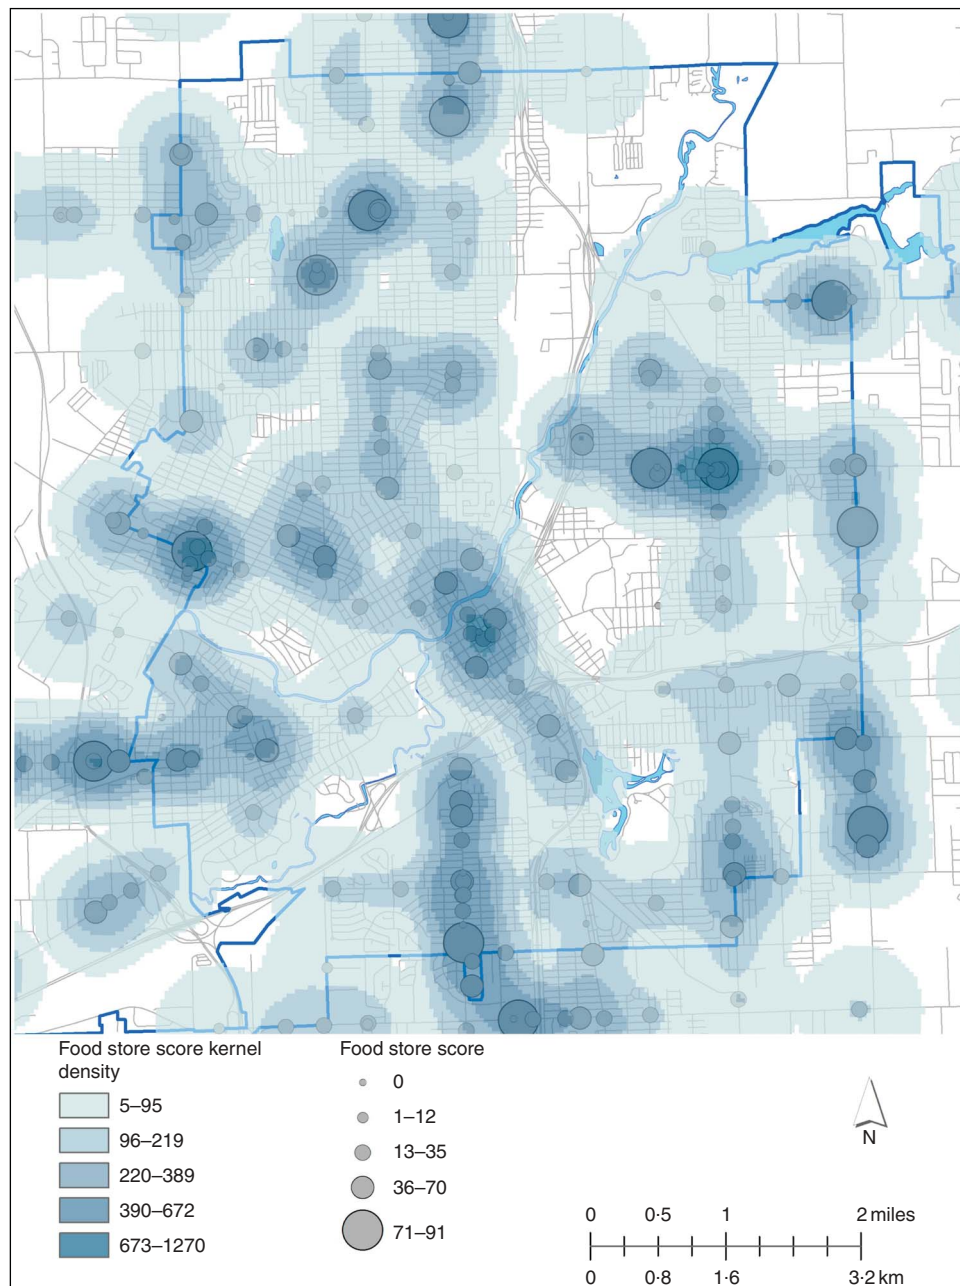 Food store score kernel
density
5–95
96–219
220–389
390–672
673–1270
Food store score
0
1–12
13–35
36–70
71–91
N
0 0·5 1 2 miles
0 0·8 1·6 3·2 km